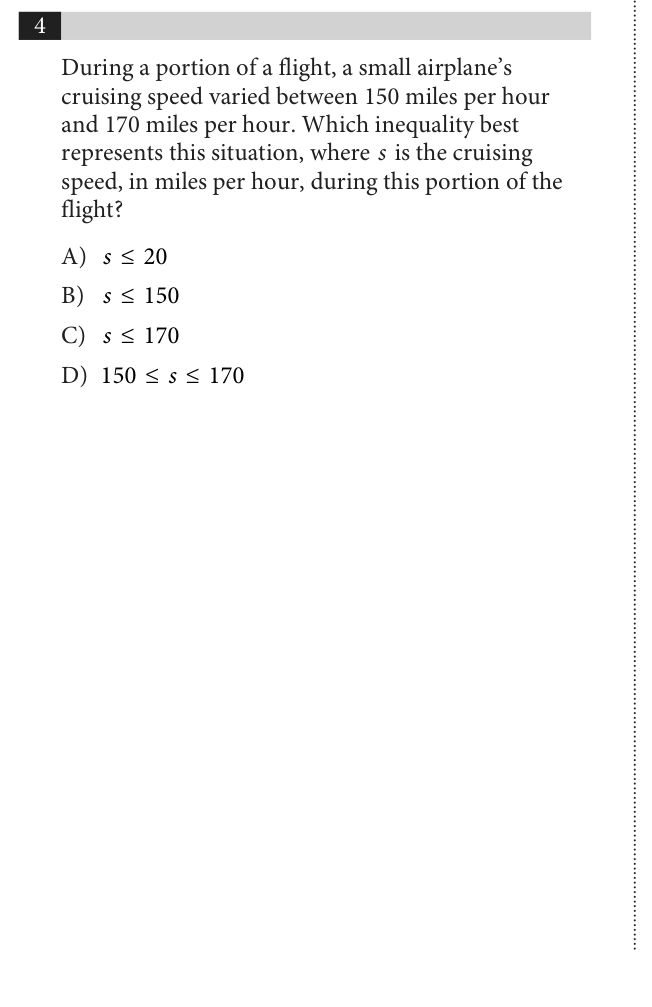 4
During a portion of a flight, a small airplane’s
cruising speed varied between 150 miles per hour
and 170 miles per hour. Which inequality best
represents this situation, where s is the cruising
speed, in miles per hour, during this portion of the
flight?
A) s ≤ 20
B) s ≤ 150
C) s ≤ 170
D) 150 ≤ s ≤ 170